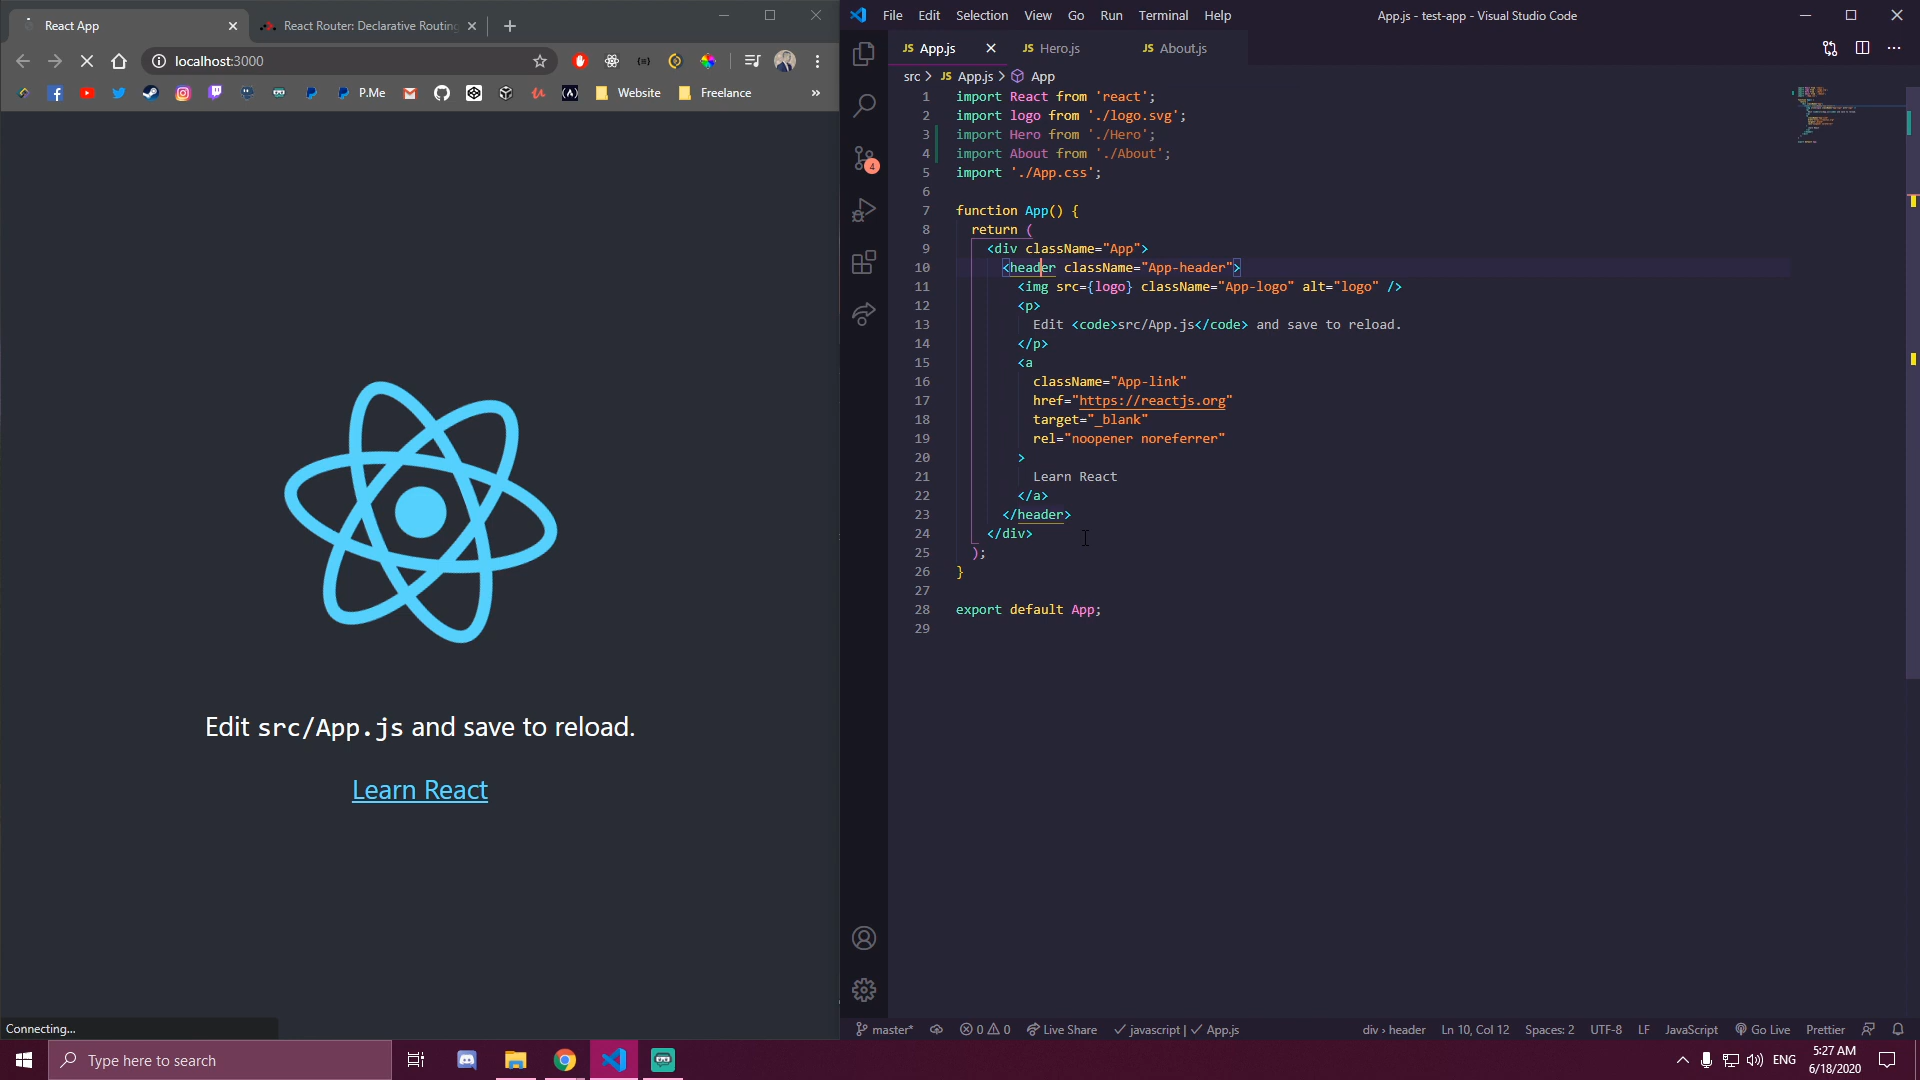 React App
React Router: Declarative Routing
localhost:3000
P.Me
Website
Freelance
Edit src/App.js and save to reload.
Learn React
Connecting...
File Edit Selection View Go Run Terminal Help
App.js - test-app - Visual Studio Code
JS App.js
JS Hero.js
JS About.js
src > JS App.js > App
1 import React from 'react';
2 import logo from './logo.svg';
3 import Hero from './Hero';
4 import About from './About';
5 import './App.css';
6
7 function App() {
8 return (
9 <div className="App">
10 <header className="App-header">
11 <img src={logo} className="App-logo" alt="logo" />
12 <p>
13 Edit <code>src/App.js</code> and save to reload.
14 </p>
15 <a
16 className="App-link"
17 href="https://reactjs.org"
18 target="_blank"
19 rel="noopener noreferrer"
20 >
21 Learn React
22 </a>
23 </header>
24 </div>
25 );
26 }
27
28 export default App;
29
4
master* 0 0 Live Share javascript | App.js
div > header Ln 10, Col 12 Spaces: 2 UTF-8 LF JavaScript Go Live Prettier
Type here to search
ENG
5:27 AM
6/18/2020